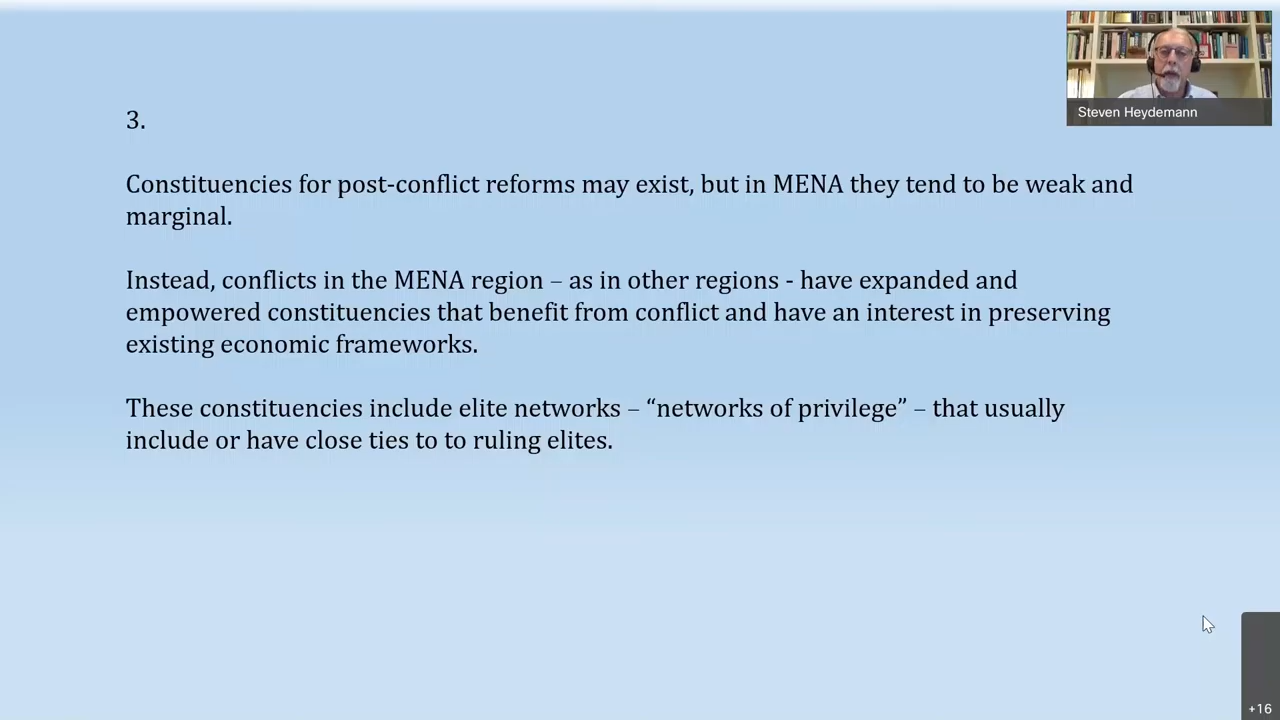 Steven Heydemann
3.
Constituencies for post-conflict reforms may exist, but in MENA they tend to be weak and
marginal.
Instead, conflicts in the MENA region – as in other regions - have expanded and
empowered constituencies that benefit from conflict and have an interest in preserving
existing economic frameworks.
These constituencies include elite networks – “networks of privilege” – that usually
include or have close ties to to ruling elites.
+16